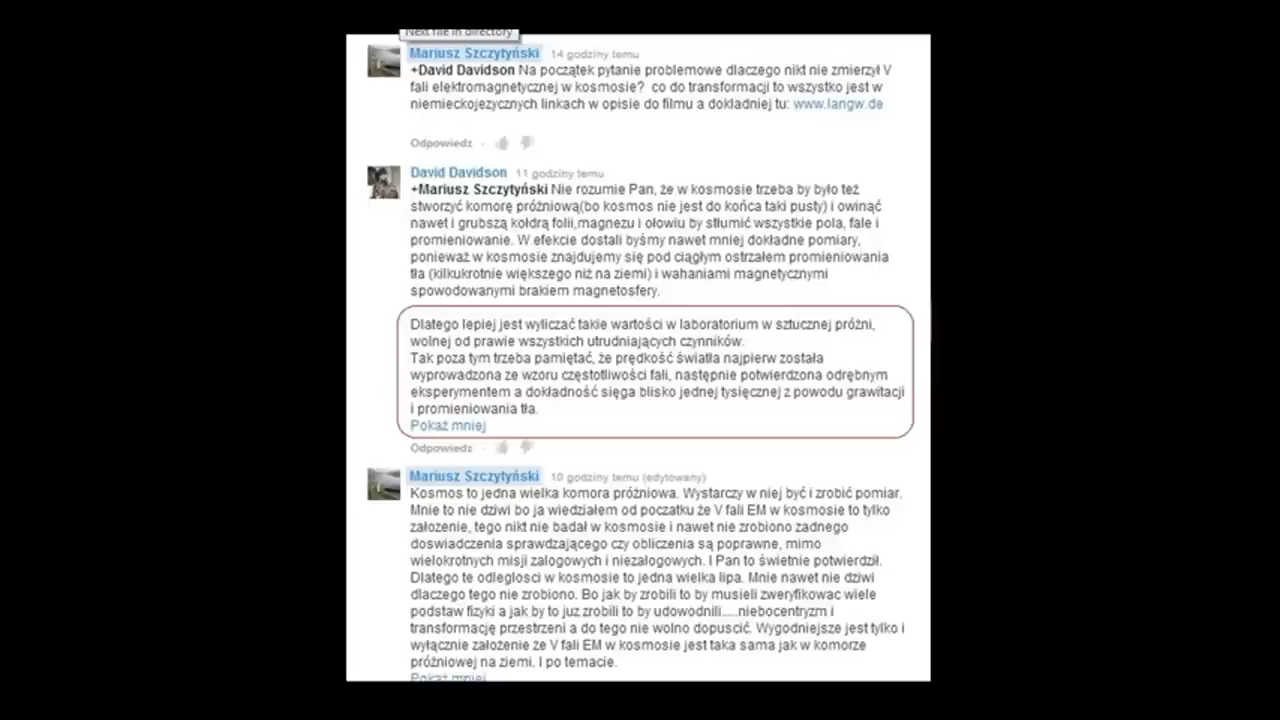 Next file in directory
Mariusz Szczytyński 14 godziny temu
+David Davidson Na początek pytanie problemowe dlaczego nikt nie zmierzył V
fali elektromagnetycznej w kosmosie? co do transformacji to wszystko jest w
niemieckojezycznych linkach w opisie do filmu a dokładniej tu: www.langw.de
Odpowiedz ·
David Davidson 11 godziny temu
+Mariusz Szczytyński Nie rozumie Pan, że w kosmosie trzeba by było też
stworzyć komorę próżniową(bo kosmos nie jest do końca taki pusty) i owinąć
nawet i grubszą kołdrą folii,magnezu i ołowiu by stłumić wszystkie pola, fale i
promieniowanie. W efekcie dostali byśmy nawet mniej dokładne pomiary,
ponieważ w kosmosie znajdujemy się pod ciągłym ostrzałem promieniowania
tła (kilkukrotnie większego niż na ziemi) i wahaniami magnetycznymi
spowodowanymi brakiem magnetosfery.
Dlatego lepiej jest wyliczać takie wartości w laboratorium w sztucznej próżni,
wolnej od prawie wszystkich utrudniających czynników.
Tak poza tym trzeba pamiętać, że prędkość światła najpierw została
wyprowadzona ze wzoru częstotliwości fali, następnie potwierdzona odrębnym
eksperymentem a dokładność sięga blisko jednej tysięcznej z powodu grawitacji
i promieniowania tła.
Pokaż mniej
Odpowiedz ·
Mariusz Szczytyński 10 godziny temu (edytowany)
Kosmos to jedna wielka komora próżniowa. Wystarczy w niej być i zrobić pomiar.
Mnie to nie dziwi bo ja wiedziałem od poczatku że V fali EM w kosmosie to tylko
założenie, tego nikt nie badał w kosmosie i nawet nie zrobiono zadnego
doswiadczenia sprawdzającego czy obliczenia są poprawne, mimo
wielokrotnych misji zalogowych i niezalogowych. I Pan to świetnie potwierdził.
Dlatego te odleglosci w kosmosie to jedna wielka lipa. Mnie nawet nie dziwi
dlaczego tego nie zrobiono. Bo jak by zrobili to by musieli zweryfikowac wiele
podstaw fizyki a jak by to juz zrobili to by udowodnili.....niebocentryzm i
transformację przestrzeni a do tego nie wolno dopuscić. Wygodniejsze jest tylko i
wyłącznie założenie że V fali EM w kosmosie jest taka sama jak w komorze
próżniowej na ziemi. I po temacie.
Pokaż mniej